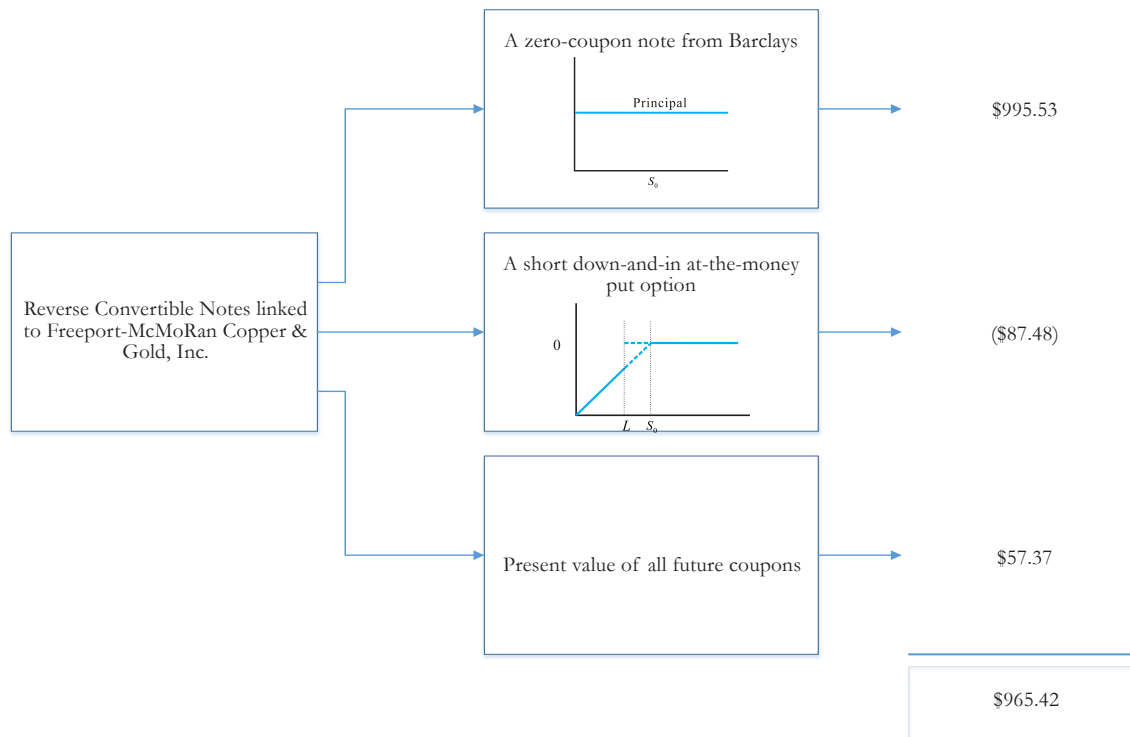 A zero-coupon note from Barclays
Principal
S₀
$995.53
Reverse Convertible Notes linked
to Freeport-McMoRan Copper &
Gold, Inc.
A short down-and-in at-the-money
put option
0
L S₀
($87.48)
Present value of all future coupons
$57.37
$965.42